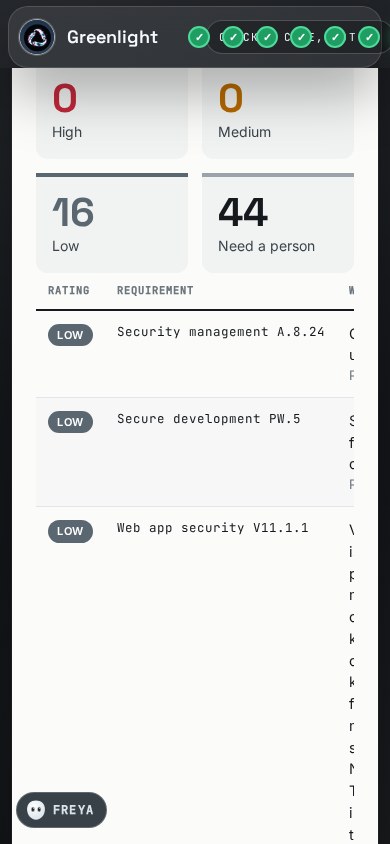 Greenlight
0
High
0
Medium
16
Low
44
Need a person
RATING
REQUIREMENT
LOW
Security management A.8.24
LOW
Secure development PW.5
LOW
Web app security V11.1.1
FREYA